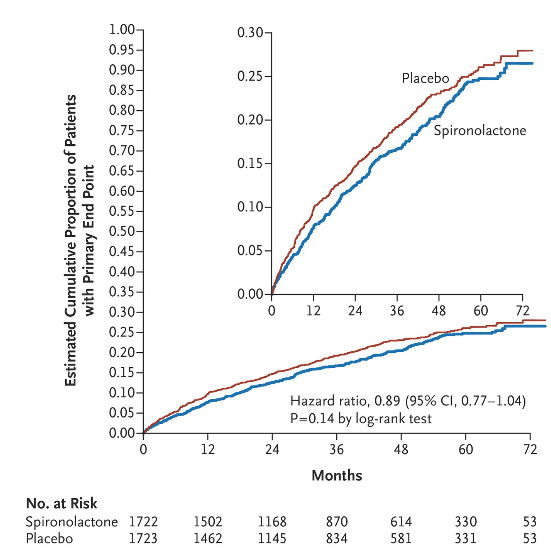 Estimated Cumulative Proportion of Patients
with Primary End Point
1.00
0.95
0.90
0.85
0.80
0.75
0.70
0.65
0.60
0.55
0.50
0.45
0.40
0.35
0.30
0.25
0.20
0.15
0.10
0.05
0.00
0.30
0.25
0.20
0.15
0.10
0.05
0.00
Placebo
Spironolactone
0 12 24 36 48 60 72
Hazard ratio, 0.89 (95% CI, 0.77–1.04)
P=0.14 by log-rank test
0 12 24 36 48 60 72
Months
No. at Risk
Spironolactone 1722 1502 1168 870 614 330 53
Placebo 1723 1462 1145 834 581 331 53